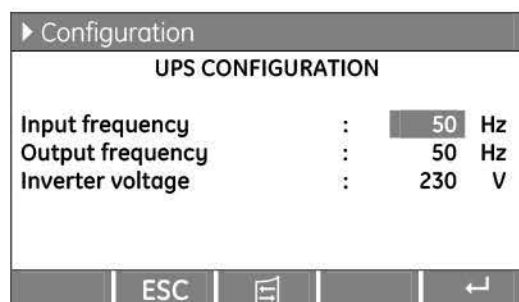 Configuration
UPS CONFIGURATION
Input frequency : 50 Hz
Output frequency : 50 Hz
Inverter voltage : 230 V
ESC